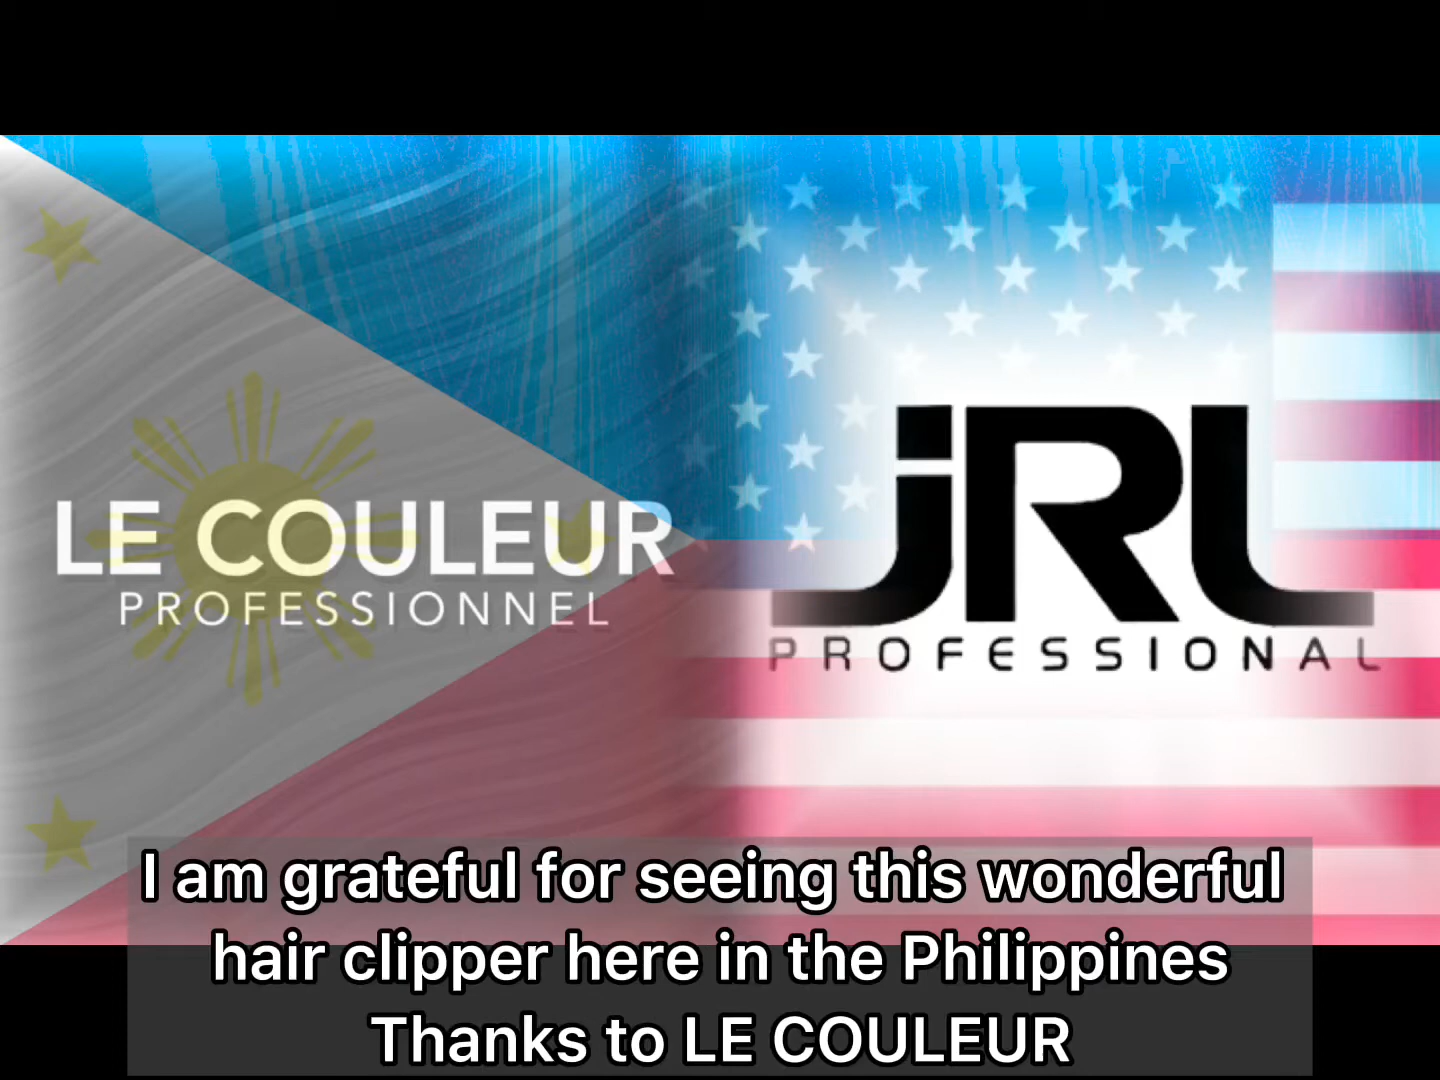 LE COULEUR
PROFESSIONNEL
JRL
PROFESSIONAL
I am grateful for seeing this wonderful
hair clipper here in the Philippines
Thanks to LE COULEUR